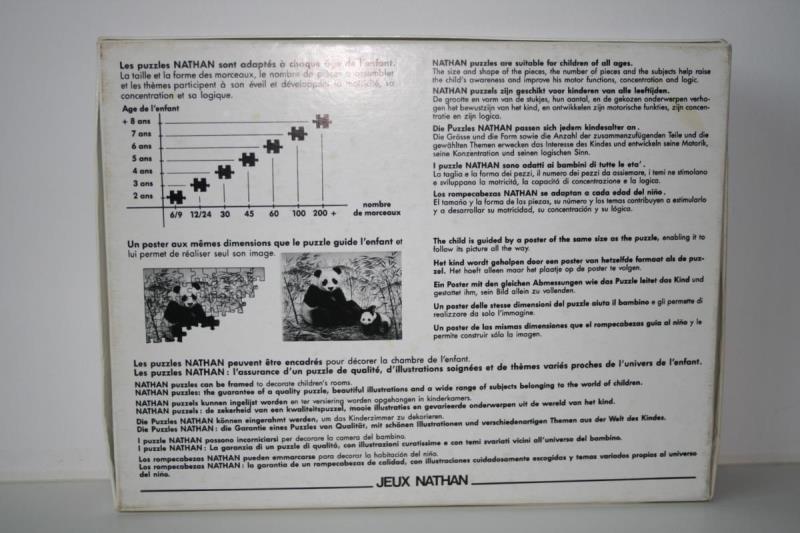 Les puzzles NATHAN sont adaptés à chaque âge de l'enfant.
La taille et la forme des morceaux, le nombre de pièces à assembler
et les thèmes participent à son éveil et développent sa motricité, sa
concentration et sa logique.
Age de l'enfant
+ 8 ans
7 ans
6 ans
5 ans
4 ans
3 ans
2 ans
6/9 12/24 30 45 60 100 200 +
nombre
de morceaux
NATHAN puzzles are suitable for children of all ages.
The size and shape of the pieces, the number of pieces and the subjects help raise
the child's awareness and improve his motor functions, concentration and logic.
NATHAN puzzels zijn geschikt voor kinderen van alle leeftijden.
De grootte en vorm van de stukjes, hun aantal, en de gekozen onderwerpen verho-
gen het bewustzijn van het kind, en ontwikkelen zijn motorische funkties, zijn concen-
tratie en zijn logica.
Die Puzzles NATHAN passen sich jedem kindesalter an.
Die Grösse und die Form sowie die Anzahl der zusammenzufügenden Teile und die
gewählten Themen erwecken das Interesse des Kindes und entwickeln seine Motorik,
seine Konzentration und seinen logischen Sinn.
I puzzle NATHAN sono adatti ai bambini di tutte le eta'.
La taglia e la forma dei pezzi, il numero dei pezzi da assiemare, i temi ne stimolano
e sviluppano la motricitá, la capacitá di concentrazione e la logica.
Los rompecabezas NATHAN se adaptan a cada edad del niño.
El tamaño y la forma de las piezas, su número y los temas contribuyen a estimularlo
y a desarrollar su motricidad, su concentración y su lógica.
Un poster aux mêmes dimensions que le puzzle guide l'enfant et
lui permet de réaliser seul son image.
The child is guided by a poster of the same size as the puzzle, enabling it to
follow its picture all the way.
Het kind wordt geholpen door een poster van hetzelfde formaat als de puz-
zel. Het hoeft alleen maar het plaatje op de poster te volgen.
Ein Poster mit den gleichen Abmessungen wie das Puzzle leitet das Kind und
gestattet ihm, sein Bild allein zu vollenden.
Un poster delle stesse dimensioni del puzzle aiuta il bambino e gli permette di
realizzare da solo l'immagine.
Un poster de las mismas dimensiones que el rompecabezas guía al niño y le
permite construir sólo la imagen.
Les puzzles NATHAN peuvent être encadrés pour décorer la chambre de l'enfant.
Les puzzles NATHAN : l'assurance d'un puzzle de qualité, d'illustrations soignées et de thèmes variés proches de l'univers de l'enfant.
NATHAN puzzles can be framed to decorate children's rooms.
NATHAN puzzles: the guarantee of a quality puzzle, beautiful illustrations and a wide range of subjects belonging to the world of children.
NATHAN puzzels kunnen ingelijst worden en ter versiering worden opgehangen in kinderkamers.
NATHAN puzzels : de zekerheid van een kwaliteitspuzzel, mooie illustraties en gevarieerde onderwerpen uit de wereld van het kind.
Die Puzzles NATHAN können eingerahmt werden, um das Kinderzimmer zu dekorieren.
Die Puzzles NATHAN : die Garantie eines Puzzles von Qualität, mit schönen Illustrationen und verschiedenartigen Themen aus der Welt des Kindes.
I puzzle NATHAN possono incorniciarsi per decorare la camera del bambino.
I puzzle NATHAN : La garanzia di un puzzle di qualità, con illustrazioni curatissime e con temi svariati vicini all'universo del bambino.
Los rompecabezas NATHAN pueden enmarcarse para decorar la habitación del niño.
Los rompecabezas NATHAN : la garantía de un rompecabezas de calidad, con illustraciones cuidadosamente escogidas y temas variados propios al universo
del niño.
JEUX NATHAN